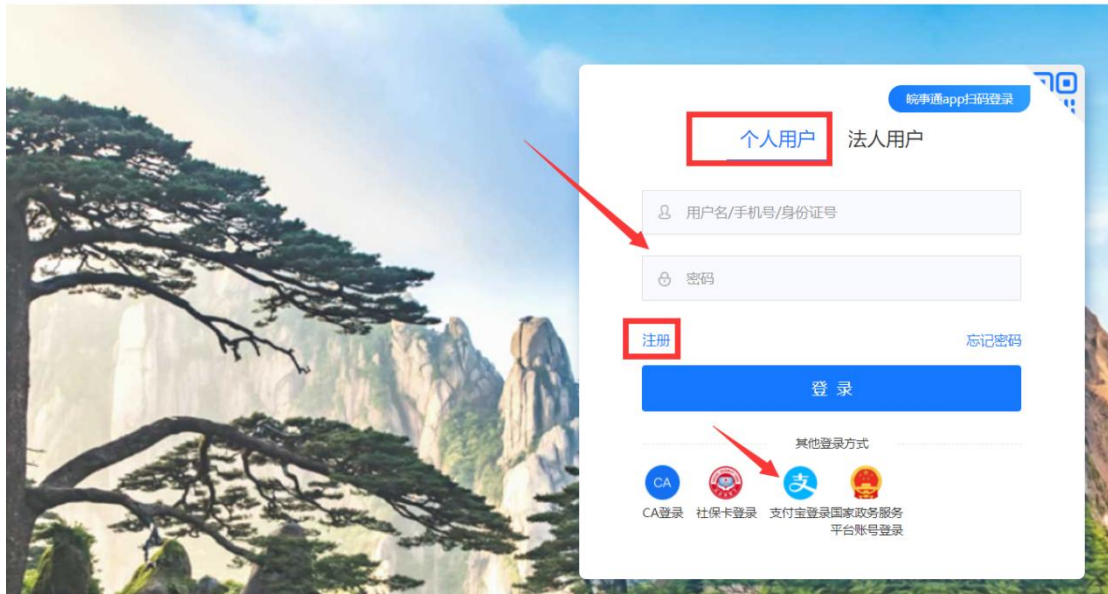 皖事通app扫码登录
个人用户 法人用户
用户名/手机号/身份证号
密码
注册 忘记密码
登 录
其他登录方式
CA
CA登录 社保卡登录 支付宝登录 国家政务服务
平台账号登录